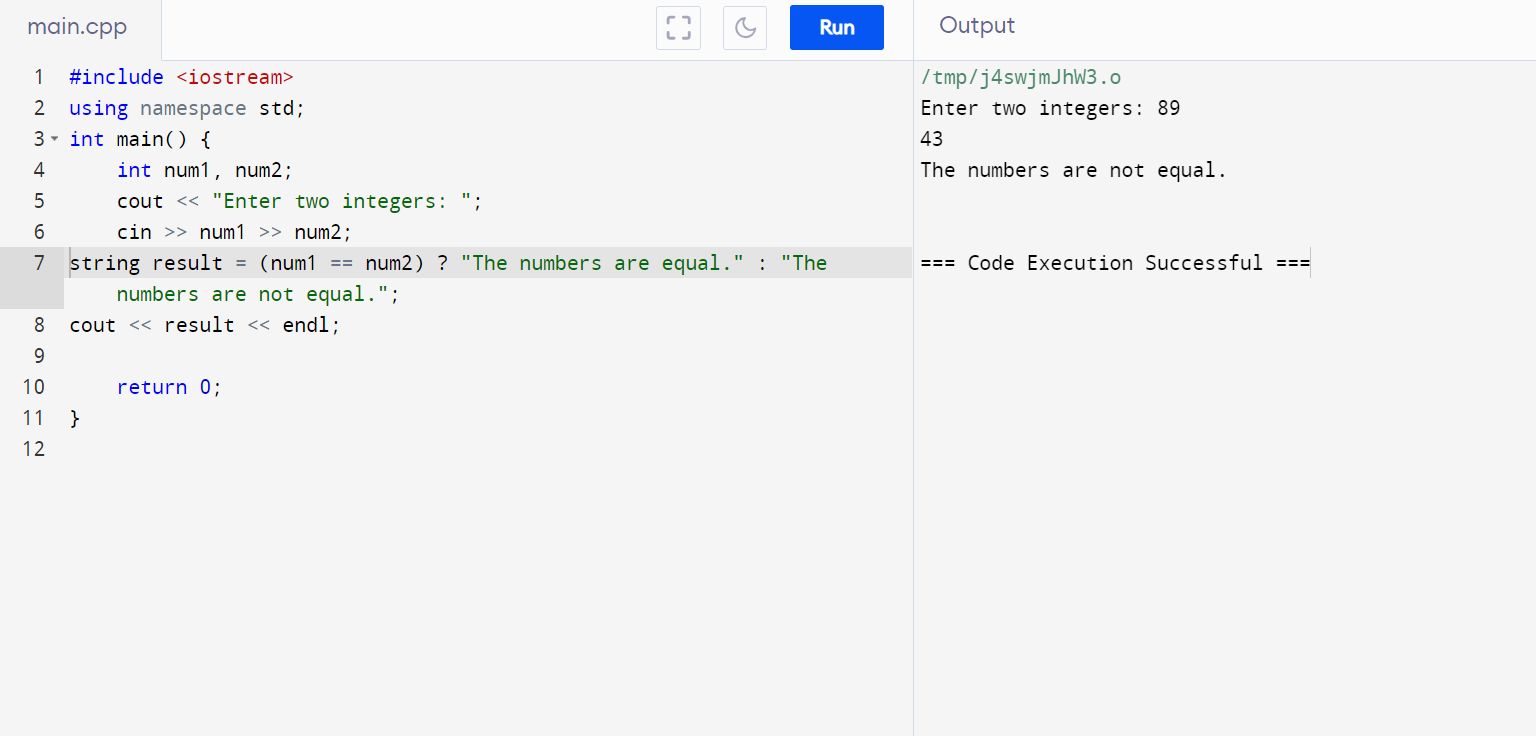 main.cpp
Run
Output
1 #include <iostream>
2 using namespace std;
3 int main() {
4     int num1, num2;
5     cout << "Enter two integers: ";
6     cin >> num1 >> num2;
7 string result = (num1 == num2) ? "The numbers are equal." : "The
    numbers are not equal.";
8 cout << result << endl;
9
10     return 0;
11 }
12
/tmp/j4swjmJhW3.o
Enter two integers: 89
43
The numbers are not equal.
=== Code Execution Successful ===